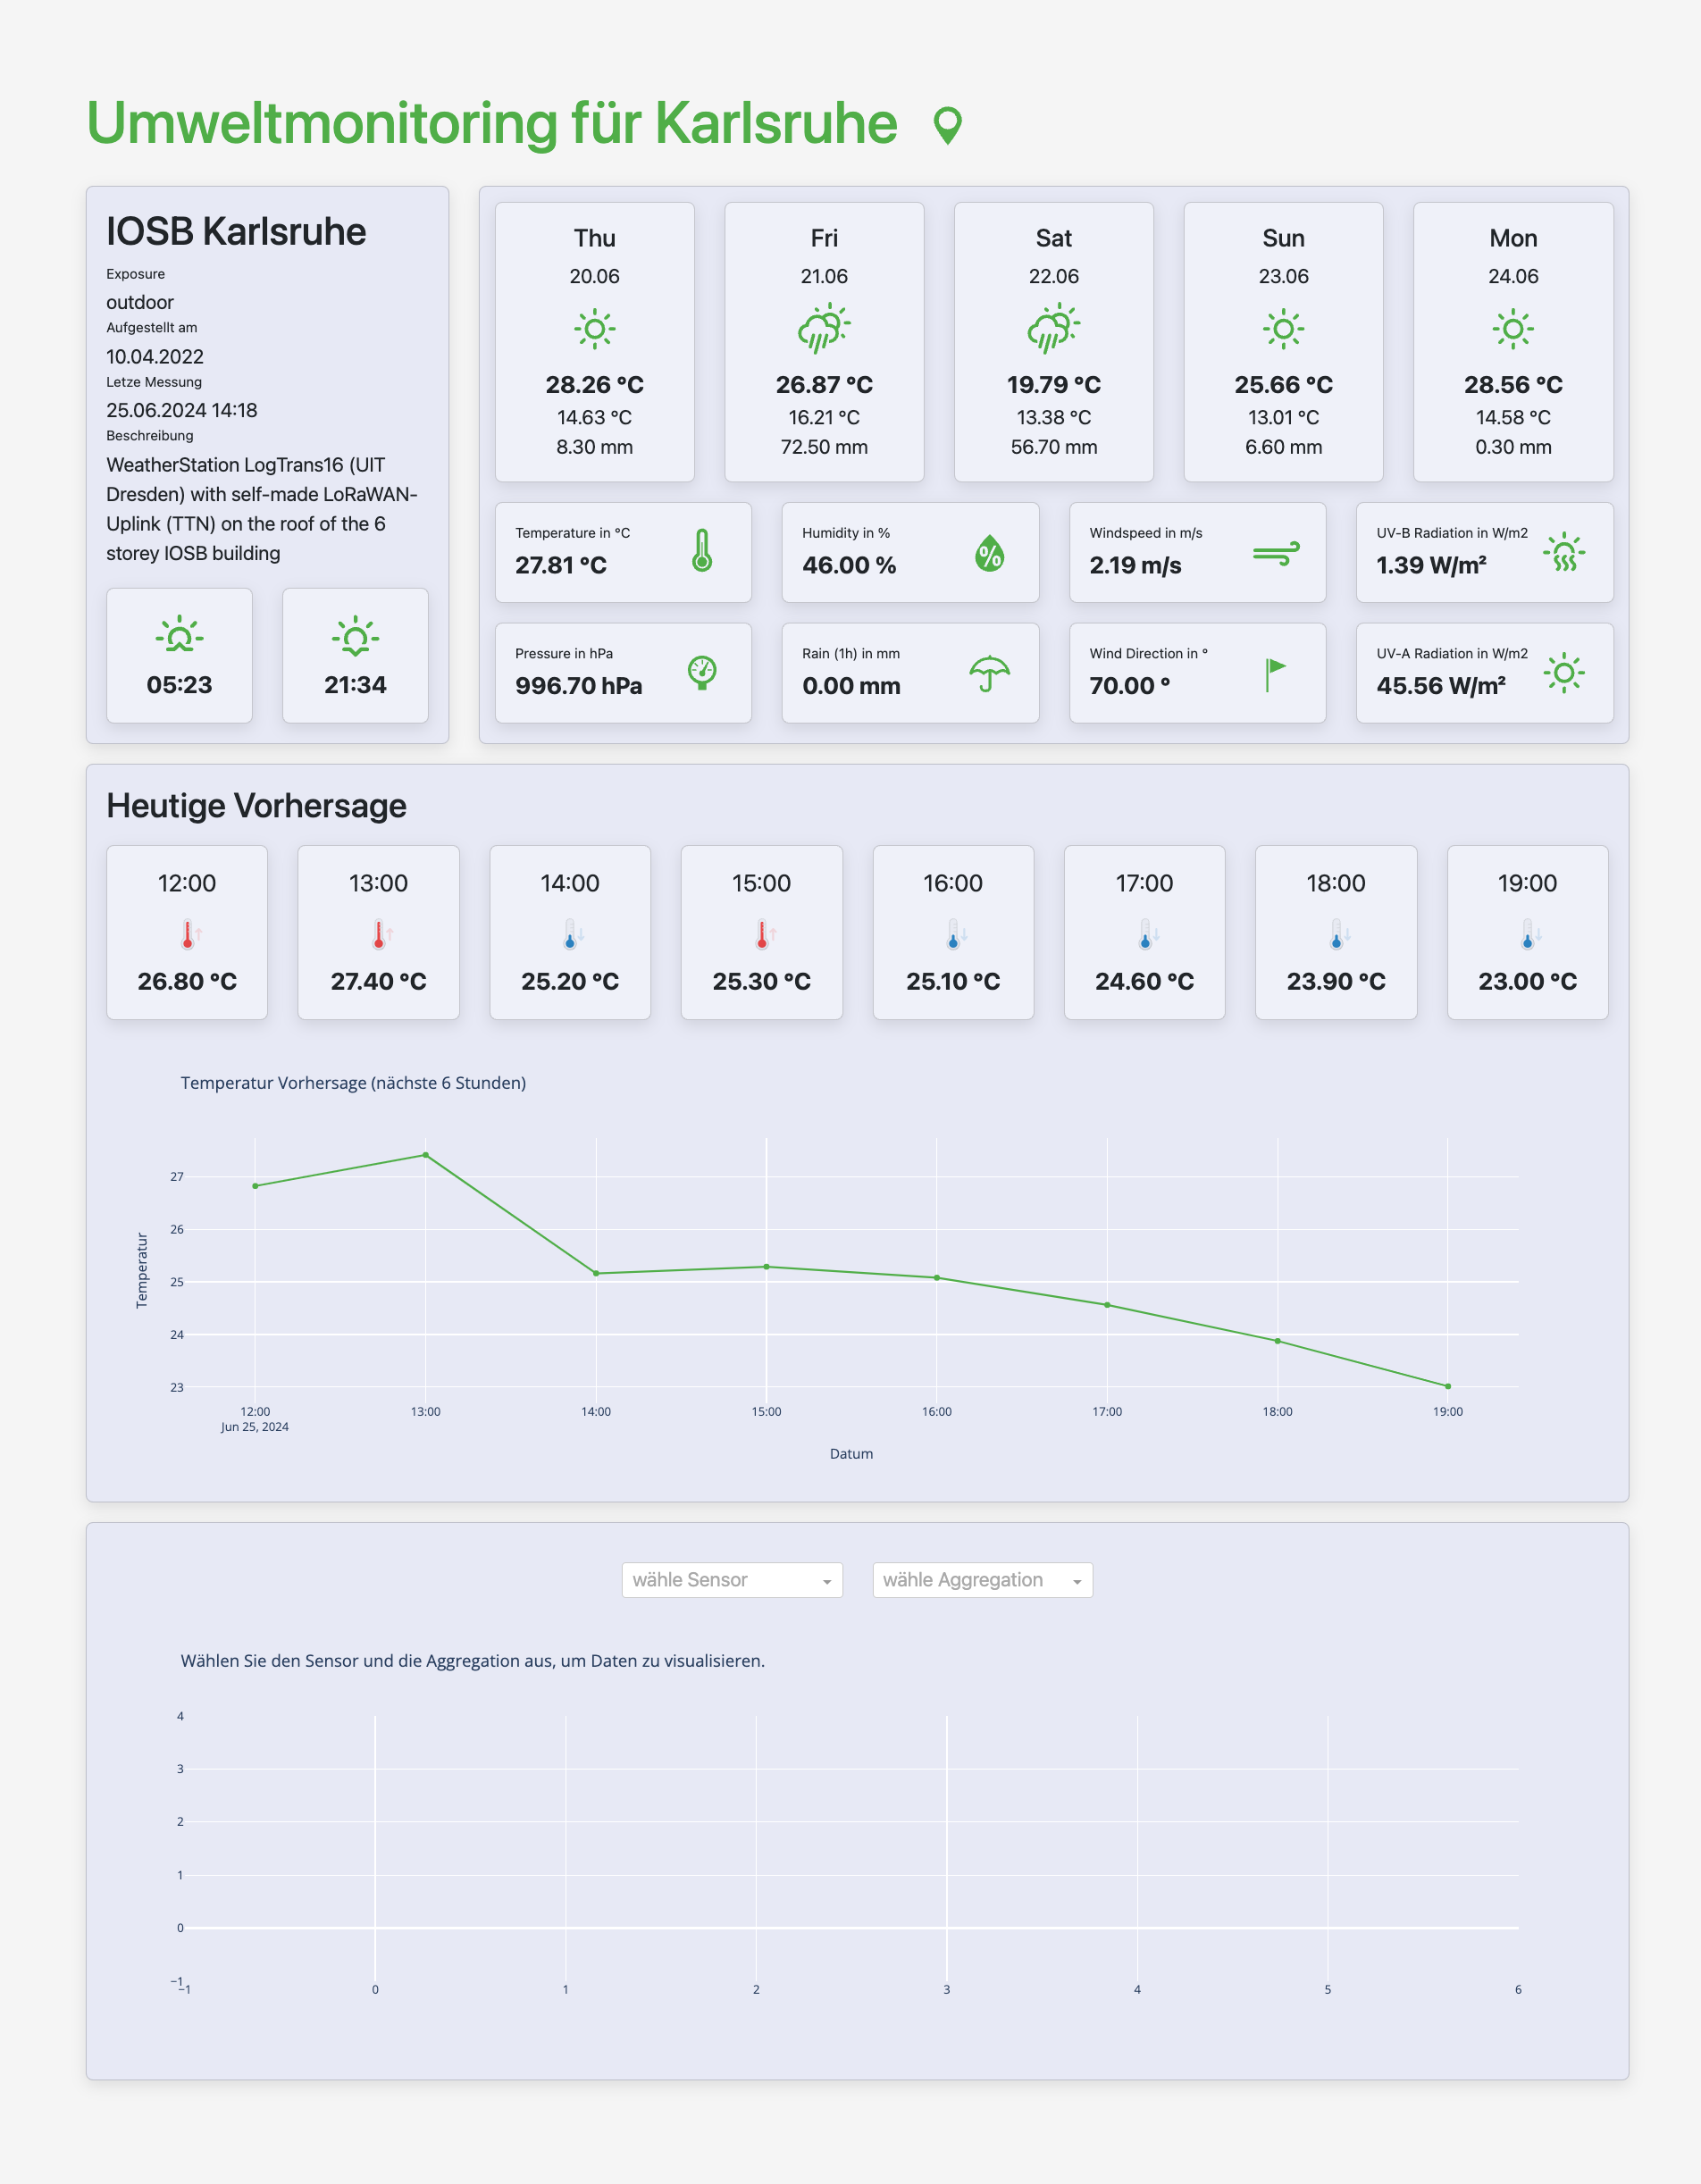 Umweltmonitoring für Karlsruhe
IOSB Karlsruhe
Exposure
outdoor
Aufgestellt am
10.04.2022
Letze Messung
25.06.2024 14:18
Beschreibung
WeatherStation LogTrans16 (UIT
Dresden) with self-made LoRaWAN-
Uplink (TTN) on the roof of the 6
storey IOSB building
05:23
21:34
Thu
20.06
28.26 °C
14.63 °C
8.30 mm
Fri
21.06
26.87 °C
16.21 °C
72.50 mm
Sat
22.06
19.79 °C
13.38 °C
56.70 mm
Sun
23.06
25.66 °C
13.01 °C
6.60 mm
Mon
24.06
28.56 °C
14.58 °C
0.30 mm
Temperature in °C
27.81 °C
Humidity in %
46.00 %
%
Windspeed in m/s
2.19 m/s
UV-B Radiation in W/m2
1.39 W/m²
Pressure in hPa
996.70 hPa
Rain (1h) in mm
0.00 mm
Wind Direction in °
70.00 °
UV-A Radiation in W/m2
45.56 W/m²
Heutige Vorhersage
12:00
26.80 °C
13:00
27.40 °C
14:00
25.20 °C
15:00
25.30 °C
16:00
25.10 °C
17:00
24.60 °C
18:00
23.90 °C
19:00
23.00 °C
Temperatur Vorhersage (nächste 6 Stunden)
27
26
25
24
23
Temperatur
12:00 13:00 14:00 15:00 16:00 17:00 18:00 19:00
Jun 25, 2024
Datum
wähle Sensor
wähle Aggregation
Wählen Sie den Sensor und die Aggregation aus, um Daten zu visualisieren.
4
3
2
1
0
−1
−1 0 1 2 3 4 5 6